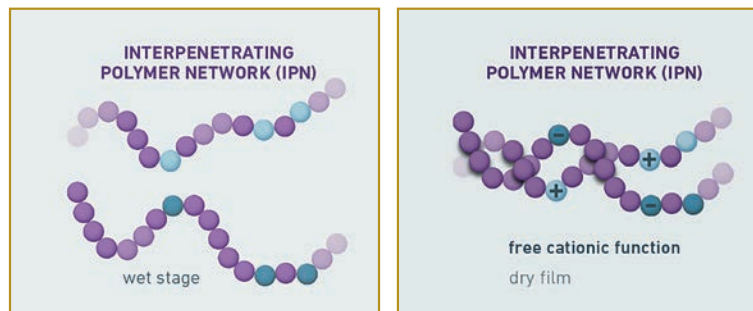 INTERPENETRATING
POLYMER NETWORK (IPN)
wet stage
INTERPENETRATING
POLYMER NETWORK (IPN)
−
+
+
−
free cationic function
dry film